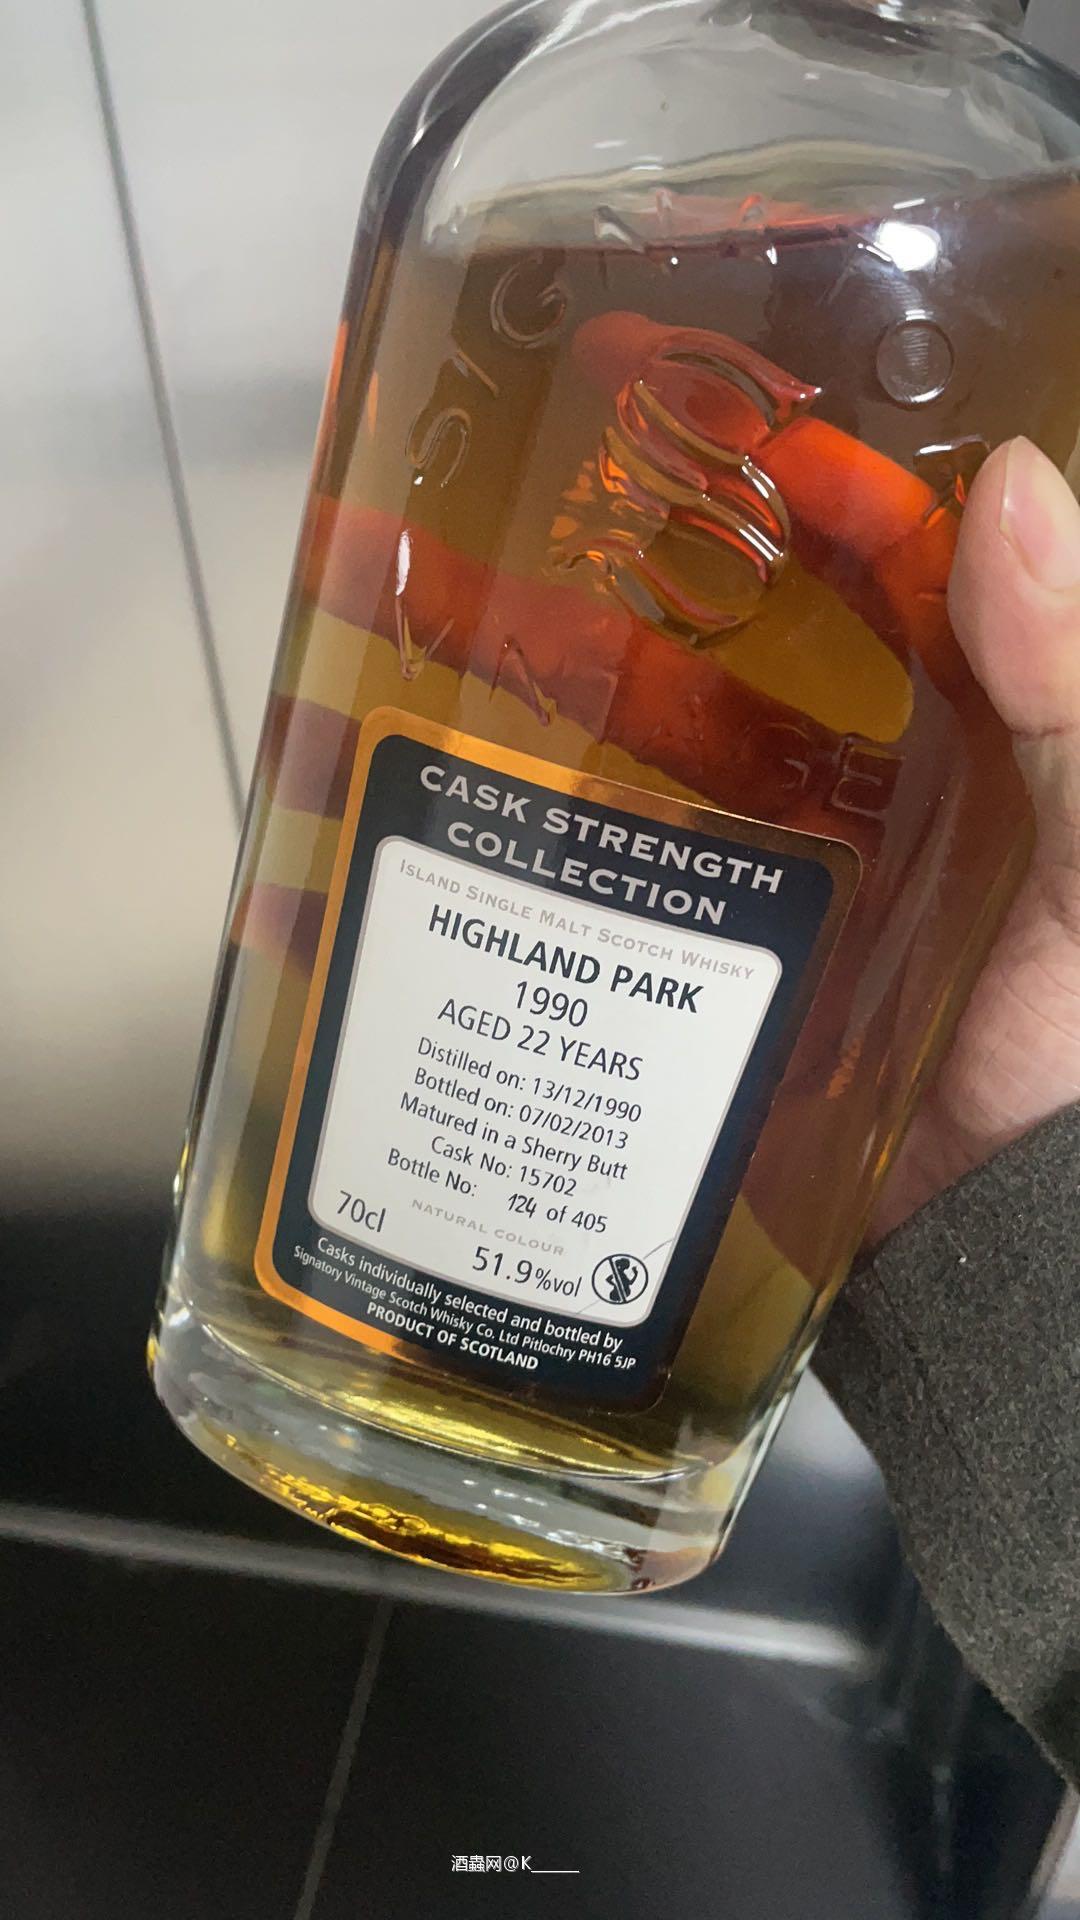 SIGNATORY
VINTAGE
CASK STRENGTH
COLLECTION
ISLAND SINGLE MALT SCOTCH WHISKY
HIGHLAND PARK
1990
AGED 22 YEARS
Distilled on: 13/12/1990
Bottled on: 07/02/2013
Matured in a Sherry Butt
Cask No: 15702
Bottle No: 124 of 405
NATURAL COLOUR
70cl 51.9%vol
Casks individually selected and bottled by
Signatory Vintage Scotch Whisky Co. Ltd Pitlochry PH16 5JP
PRODUCT OF SCOTLAND
酒蟲网@K_____